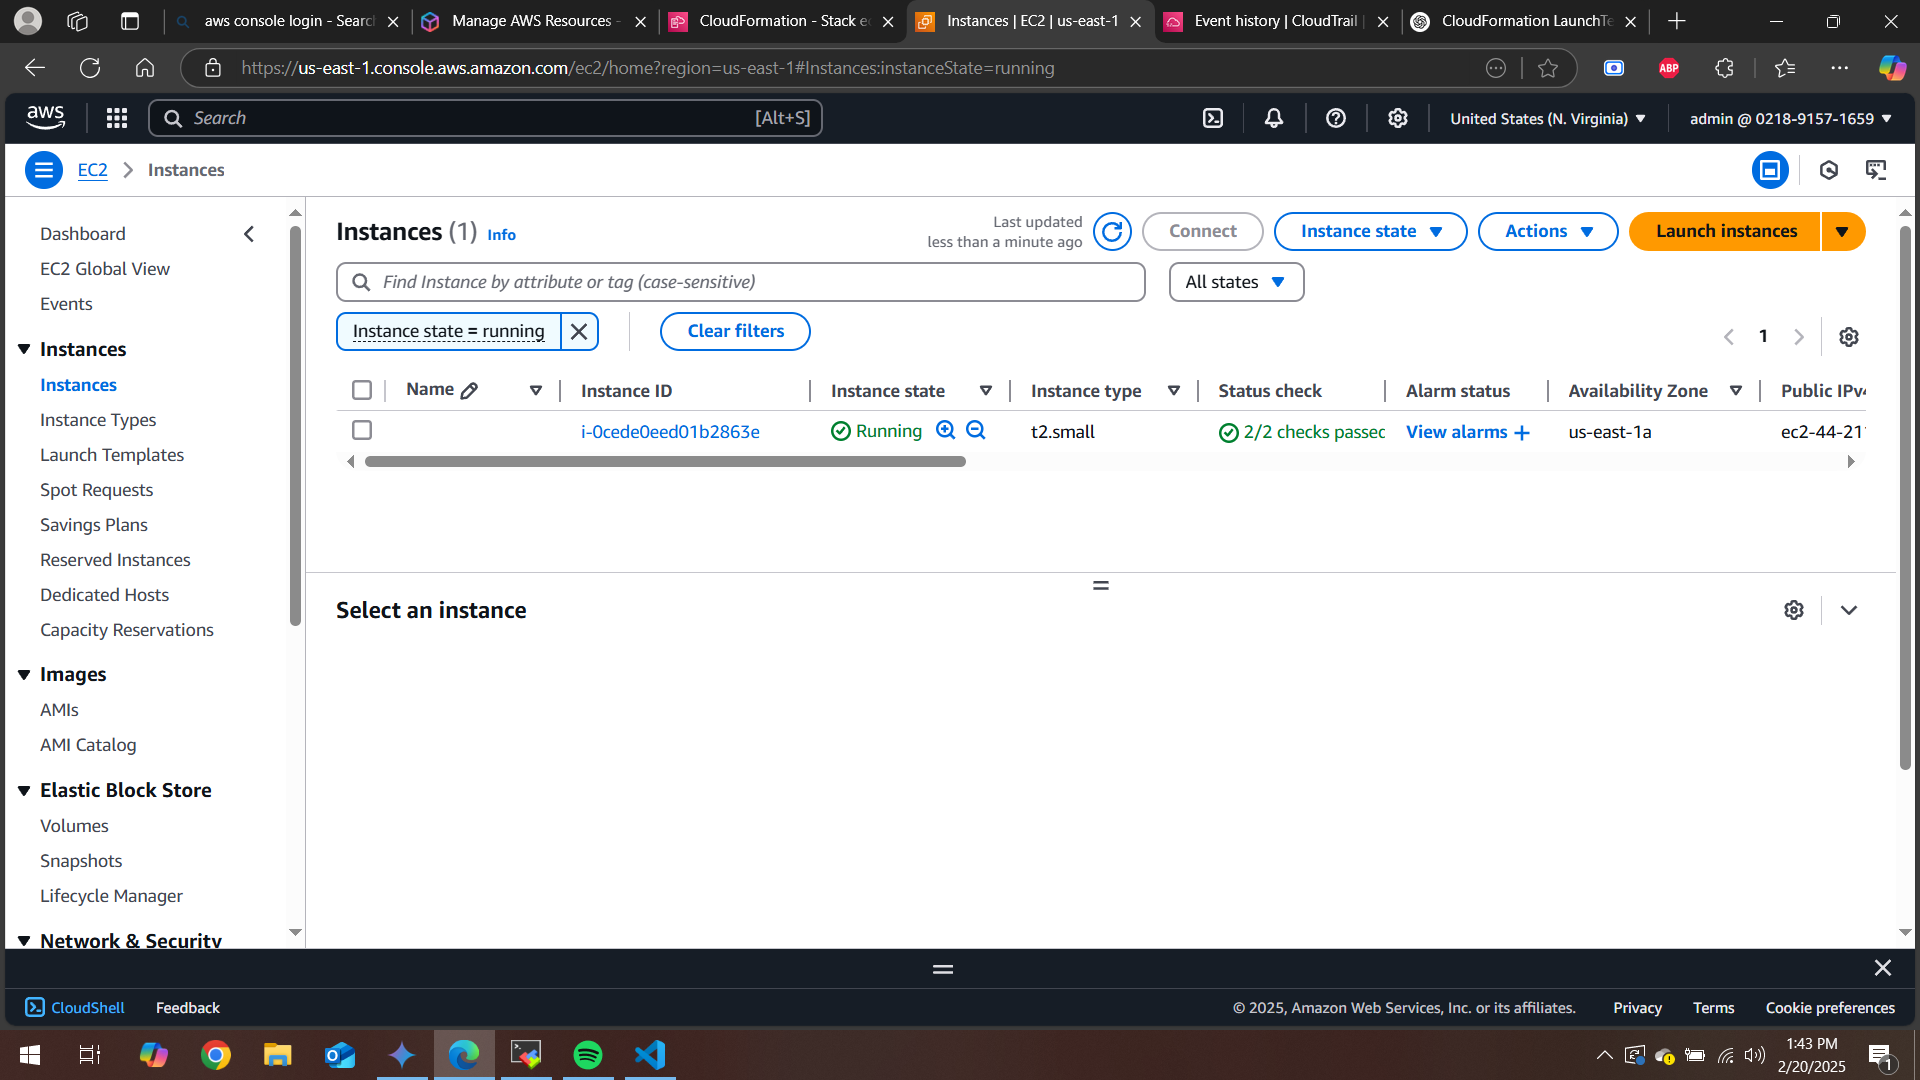 aws console login - Search
Manage AWS Resources -
CloudFormation - Stack ec
Instances | EC2 | us-east-1
Event history | CloudTrail |
CloudFormation LaunchTe
https://us-east-1.console.aws.amazon.com/ec2/home?region=us-east-1#Instances:instanceState=running
ABP
aws
Search
[Alt+S]
United States (N. Virginia)
admin @ 0218-9157-1659
EC2
Instances
Dashboard
EC2 Global View
Events
Instances
Instances
Instance Types
Launch Templates
Spot Requests
Savings Plans
Reserved Instances
Dedicated Hosts
Capacity Reservations
Images
AMIs
AMI Catalog
Elastic Block Store
Volumes
Snapshots
Lifecycle Manager
Network & Security
Instances (1) Info
Last updated
less than a minute ago
Connect
Instance state
Actions
Launch instances
Find Instance by attribute or tag (case-sensitive)
All states
Instance state = running
Clear filters
1
Name
Instance ID
Instance state
Instance type
Status check
Alarm status
Availability Zone
Public IPv4
i-0cede0eed01b2863e
Running
t2.small
2/2 checks passed
View alarms +
us-east-1a
ec2-44-211
Select an instance
CloudShell
Feedback
© 2025, Amazon Web Services, Inc. or its affiliates.
Privacy
Terms
Cookie preferences
1:43 PM
2/20/2025
1